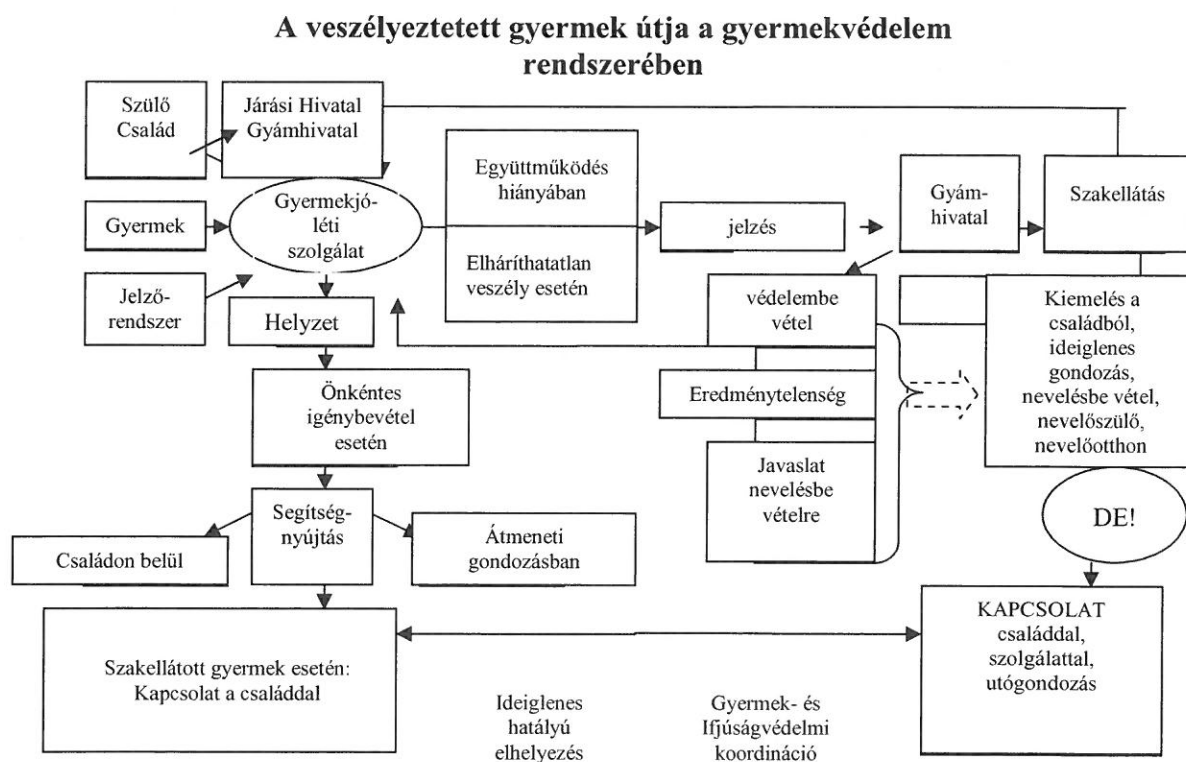 A veszélyeztetett gyermek útja a gyermekvédelem
rendszerében
Szülő
Család
Járási Hivatal
Gyámhivatal
Együttműködés
hiányában
Gyám-
hivatal
Szakellátás
Gyermek
Gyermekjó-
léti
szolgálat
jelzés
Elháríthatatlan
veszély esetén
Jelző-
rendszer
Helyzet
védelembe
vétel
Kiemelés a
családból,
ideiglenes
gondozás,
nevelésbe vétel,
nevelőszülő,
nevelőotthon
Önkéntes
igénybevétel
esetén
Eredménytelenség
Javaslat
nevelésbe
vételre
Segítség-
nyújtás
Családon belül
Átmeneti
gondozásban
DE!
Szakellátott gyermek esetén:
Kapcsolat a családdal
KAPCSOLAT
családdal,
szolgálattal,
utógondozás
Ideiglenes
hatályú
elhelyezés
Gyermek- és
Ifjúságvédelmi
koordináció